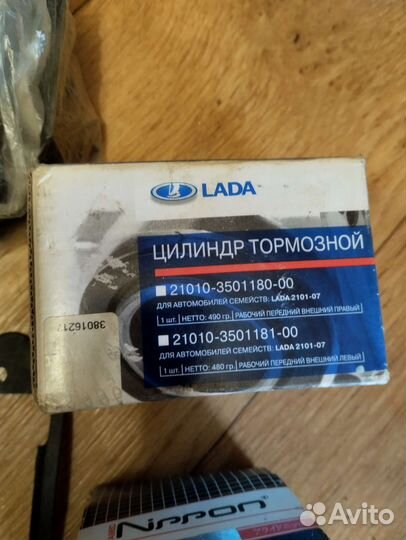 LADA
ЦИЛИНДР ТОРМОЗНОЙ
21010-3501180-00
ДЛЯ АВТОМОБИЛЕЙ СЕМЕЙСТВ: LADA 2101-07
1 шт. | НЕТТО: 490 гр. | РАБОЧИЙ ПЕРЕДНИЙ ВНЕШНИЙ ПРАВЫЙ
21010-3501181-00
ДЛЯ АВТОМОБИЛЕЙ СЕМЕЙСТВ: LADA 2101-07
1 шт. | НЕТТО: 480 гр. | РАБОЧИЙ ПЕРЕДНИЙ ВНЕШНИЙ ЛЕВЫЙ
38016217
NIPPON
Avito